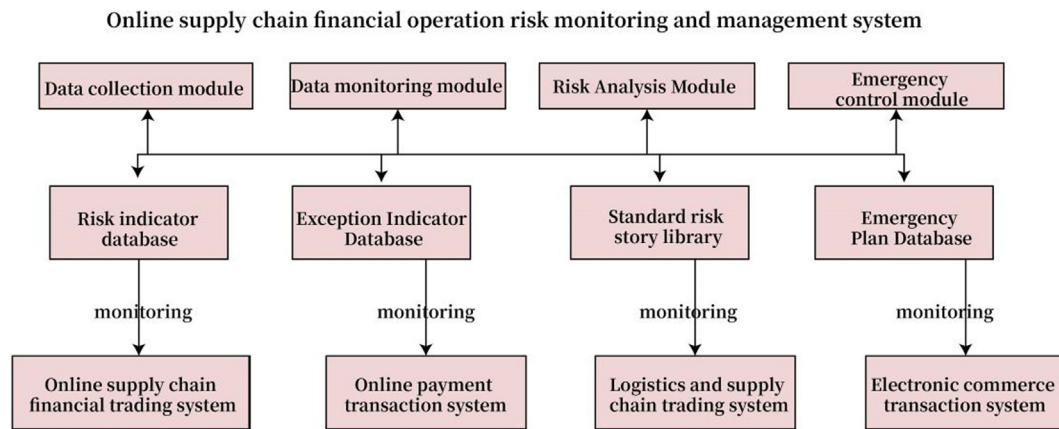 Online supply chain financial operation risk monitoring and management system
Data collection module
Data monitoring module
Risk Analysis Module
Emergency
control module
Risk indicator
database
Exception Indicator
Database
Standard risk
story library
Emergency
Plan Database
monitoring
monitoring
monitoring
monitoring
Online supply chain
financial trading system
Online payment
transaction system
Logistics and supply
chain trading system
Electronic commerce
transaction system